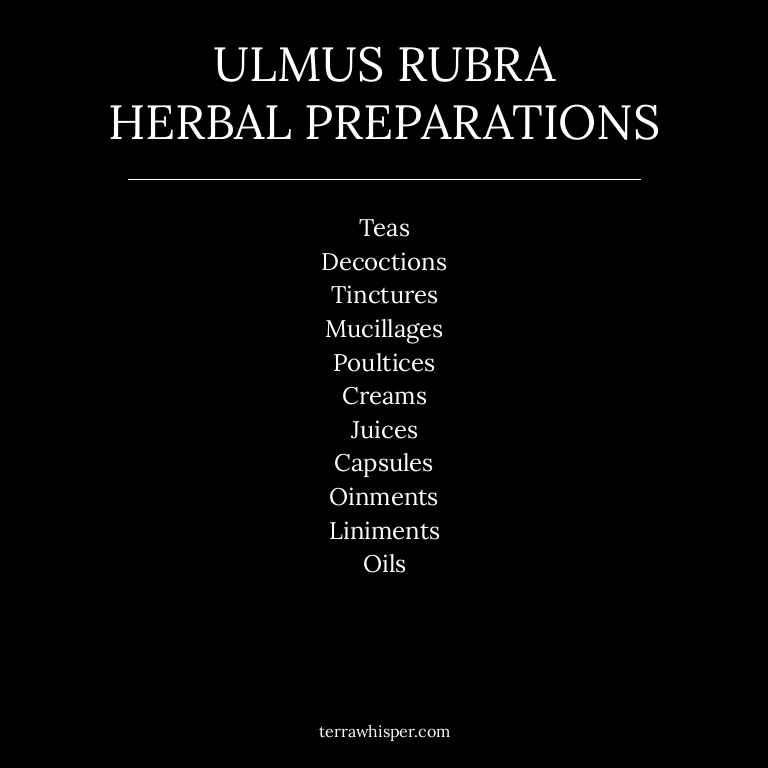 ULMUS RUBRA
HERBAL PREPARATIONS
Teas
Decoctions
Tinctures
Mucillages
Poultices
Creams
Juices
Capsules
Oinments
Liniments
Oils
terrawhisper.com